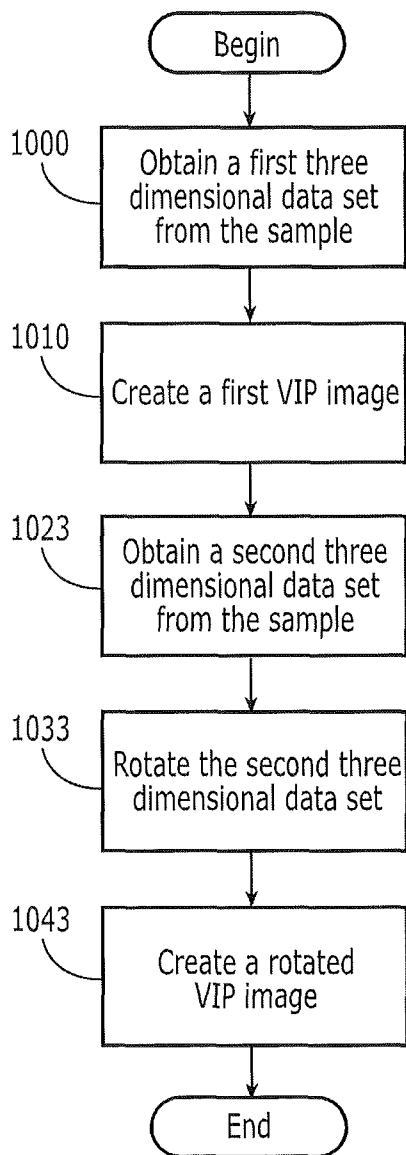 Begin
1000
Obtain a first three
dimensional data set
from the sample
1010
Create a first VIP image
1023
Obtain a second three
dimensional data set
from the sample
1033
Rotate the second three
dimensional data set
1043
Create a rotated
VIP image
End